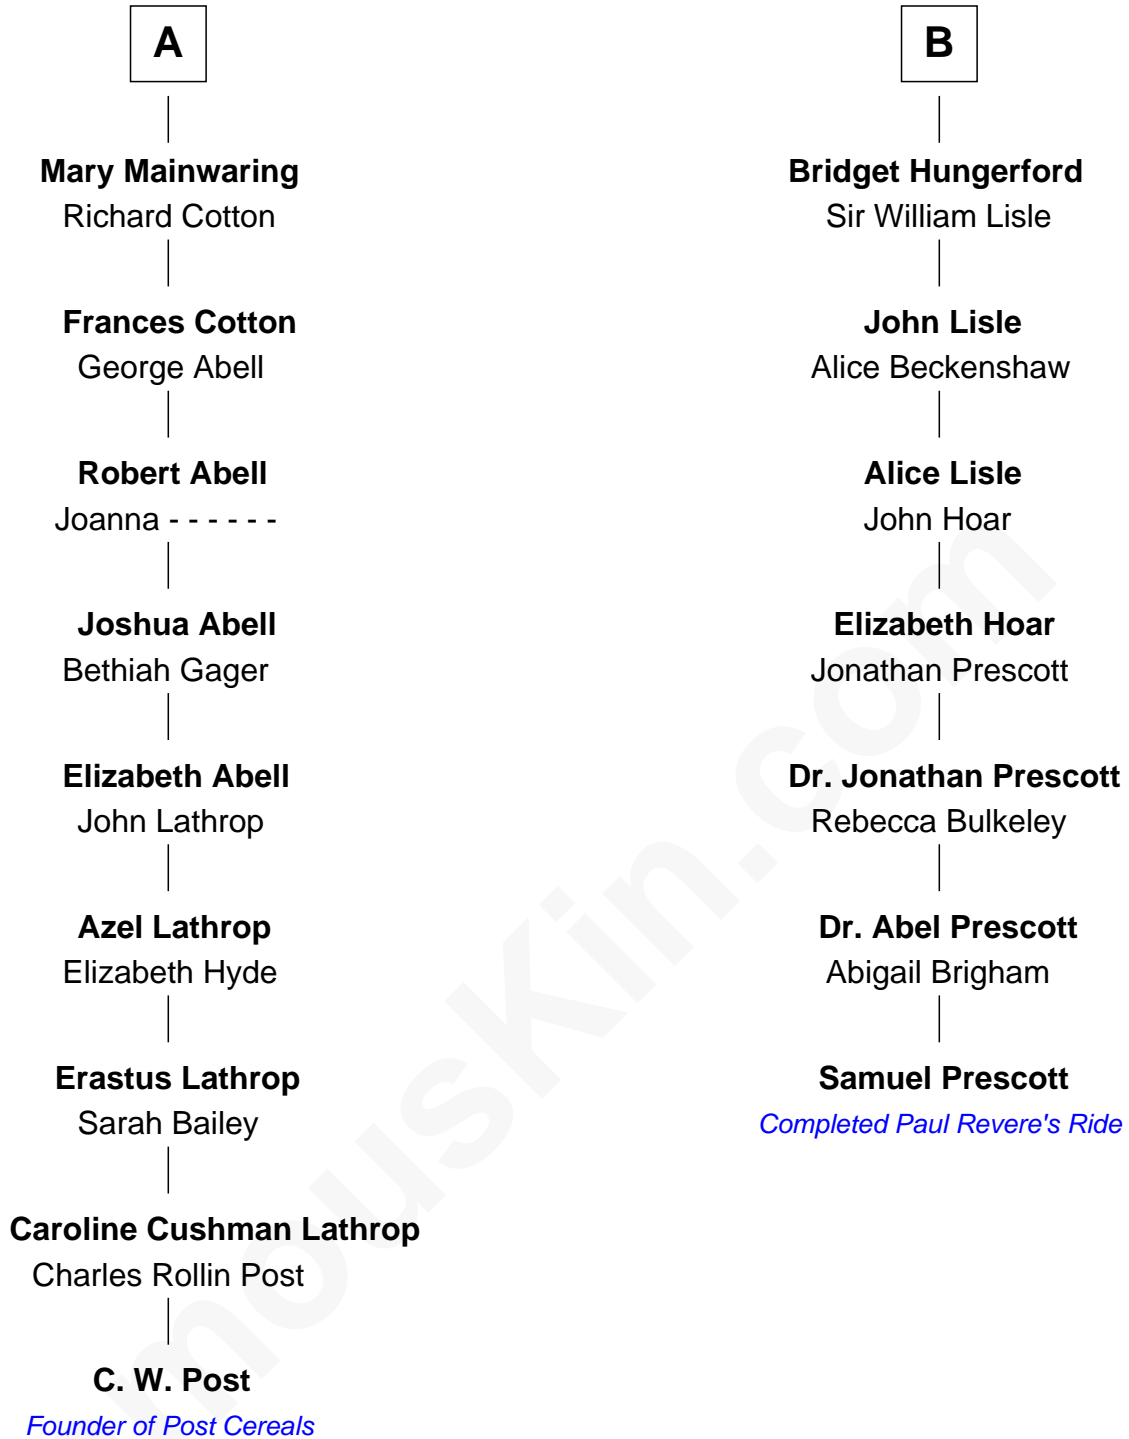 A
Mary Mainwaring
Richard Cotton
Frances Cotton
George Abell
Robert Abell
Joanna - - - - - -
Joshua Abell
Bethiah Gager
Elizabeth Abell
John Lathrop
Azel Lathrop
Elizabeth Hyde
Erastus Lathrop
Sarah Bailey
Caroline Cushman Lathrop
Charles Rollin Post
C. W. Post
Founder of Post Cereals
B
Bridget Hungerford
Sir William Lisle
John Lisle
Alice Beckenshaw
Alice Lisle
John Hoar
Elizabeth Hoar
Jonathan Prescott
Dr. Jonathan Prescott
Rebecca Bulkeley
Dr. Abel Prescott
Abigail Brigham
Samuel Prescott
Completed Paul Revere's Ride
mousKin.com